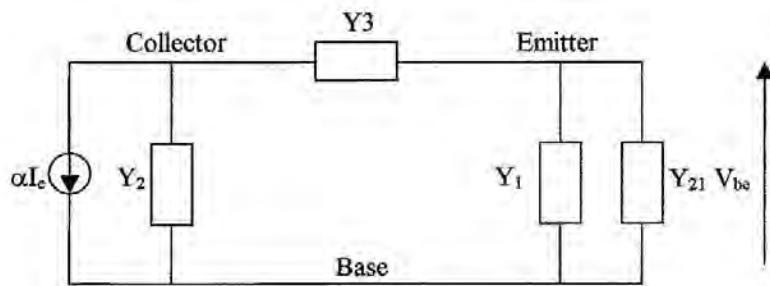 Y3
Collector
Emitter
αIe
Y2
Y1
Y21 Vbe
Base